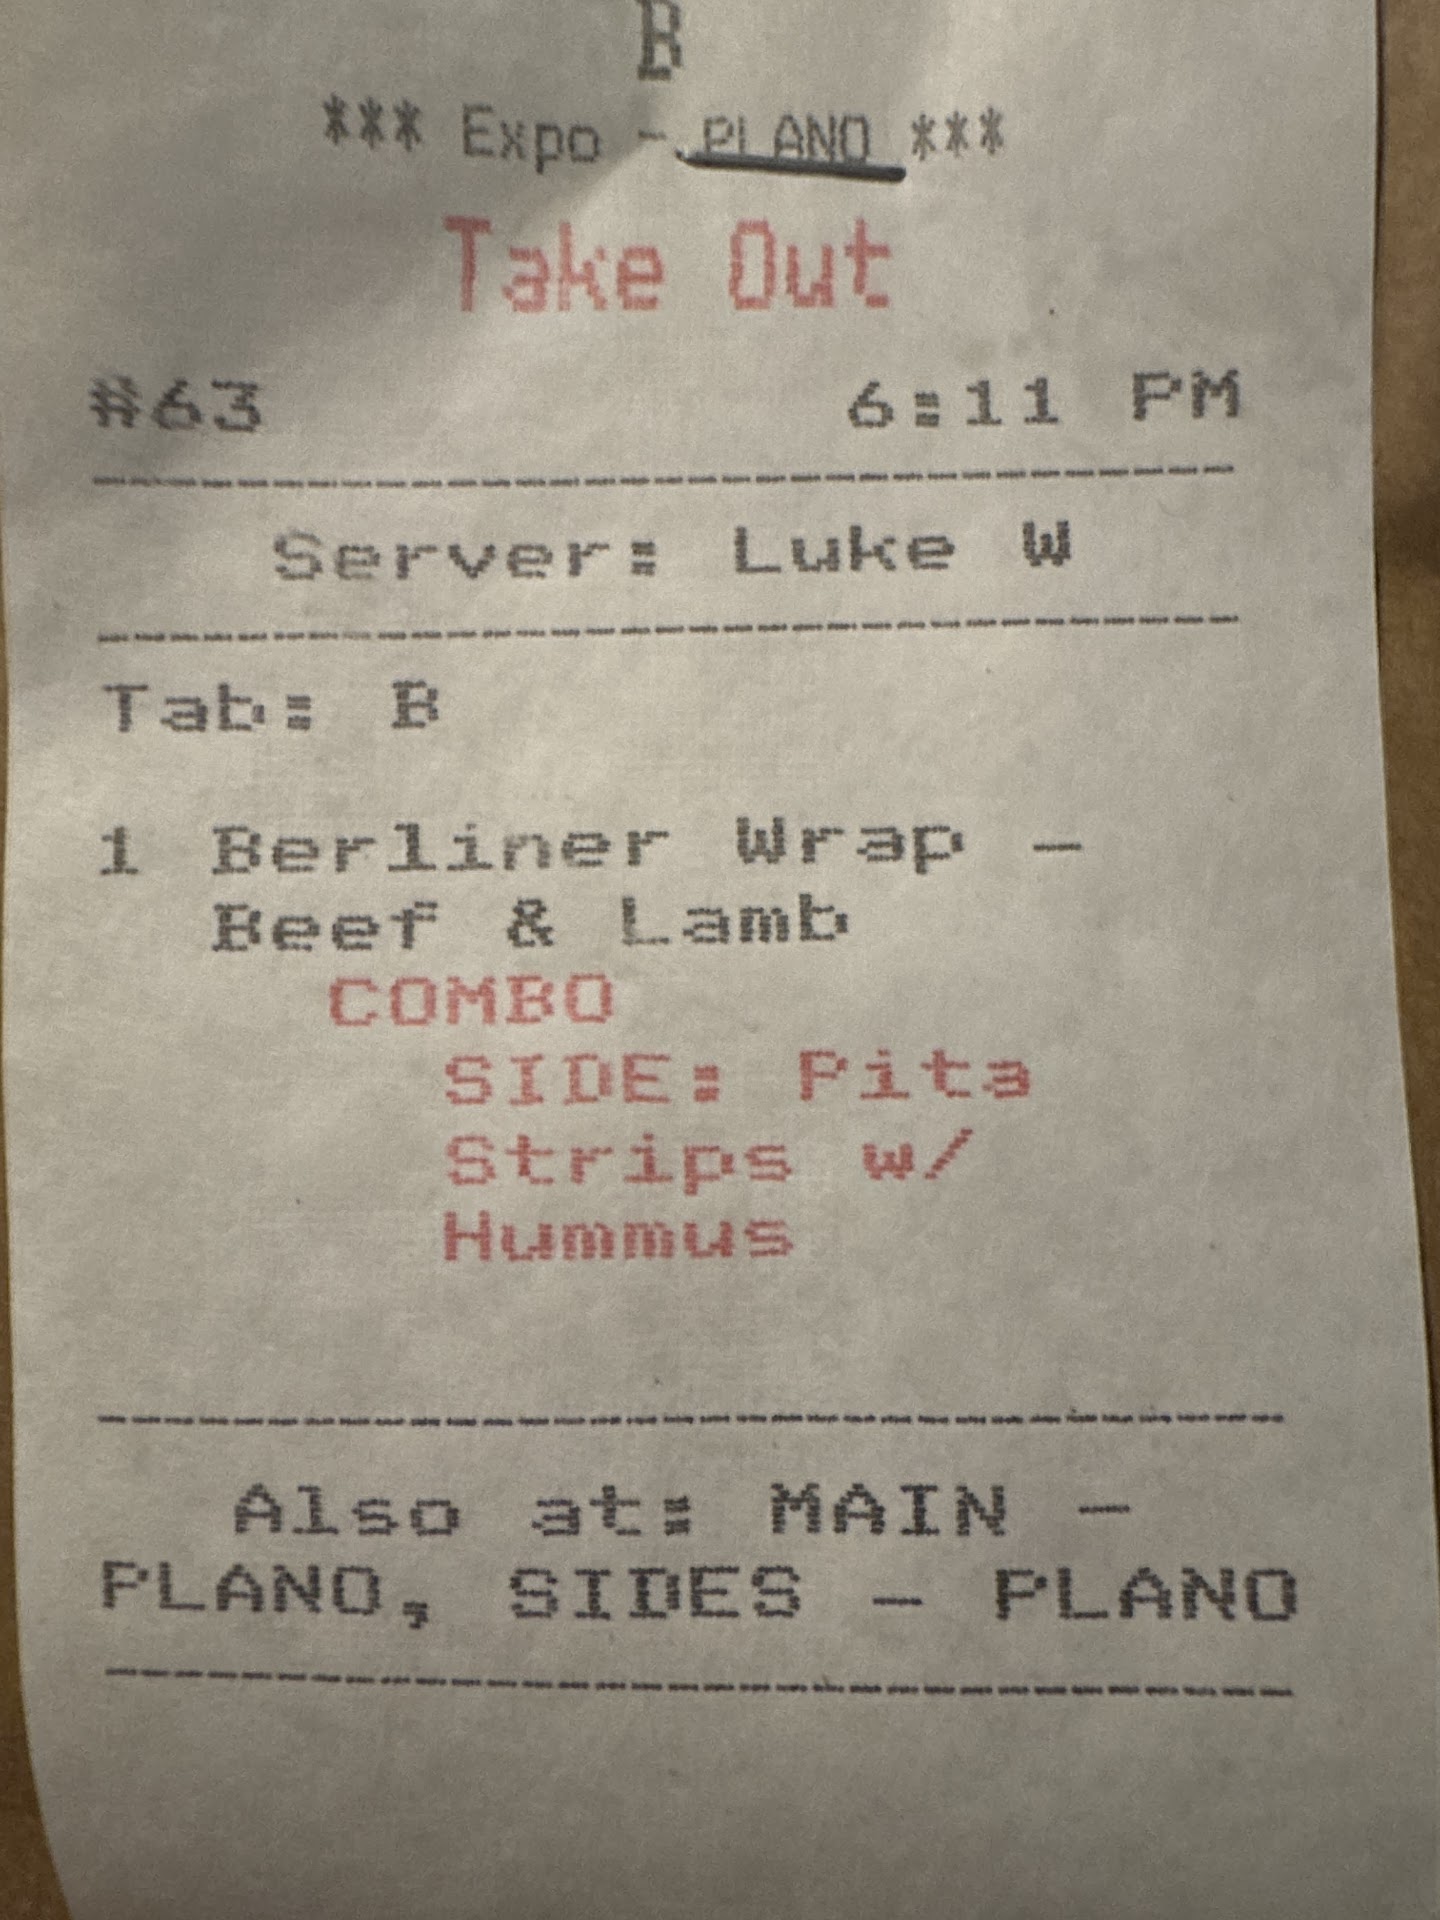 B
*** Expo - PLANO ***
Take Out
#63 6:11 PM
Server: Luke W
Tab: B
1 Berliner Wrap -
Beef & Lamb
COMBO
SIDE: Pita
Strips w/
Hummus
Also at: MAIN -
PLANO, SIDES - PLANO